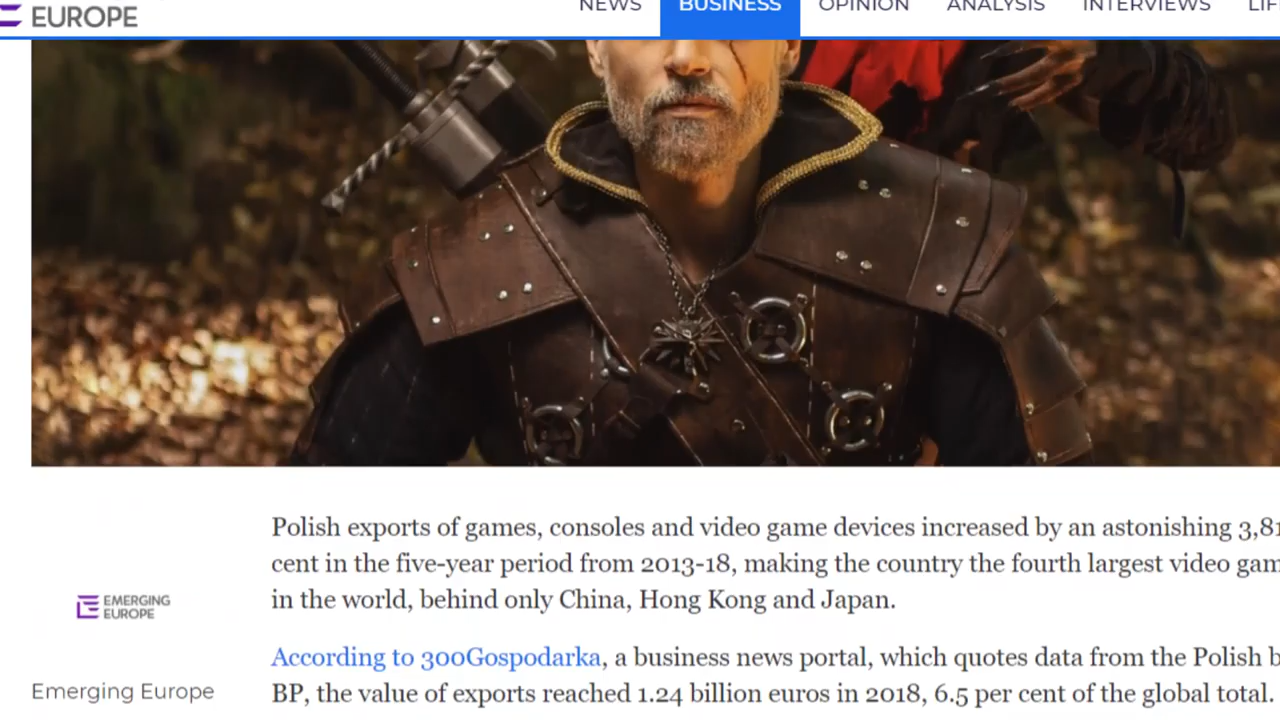 EUROPE
NEWS BUSINESS OPINION ANALYSIS INTERVIEWS
Polish exports of games, consoles and video game devices increased by an astonishing
cent in the five-year period from 2013-18, making the country the fourth largest video
in the world, behind only China, Hong Kong and Japan.
EMERGING
EUROPE
According to 300Gospodarka, a business news portal, which quotes data from the Polish
BP, the value of exports reached 1.24 billion euros in 2018, 6.5 per cent of the global total.
Emerging Europe